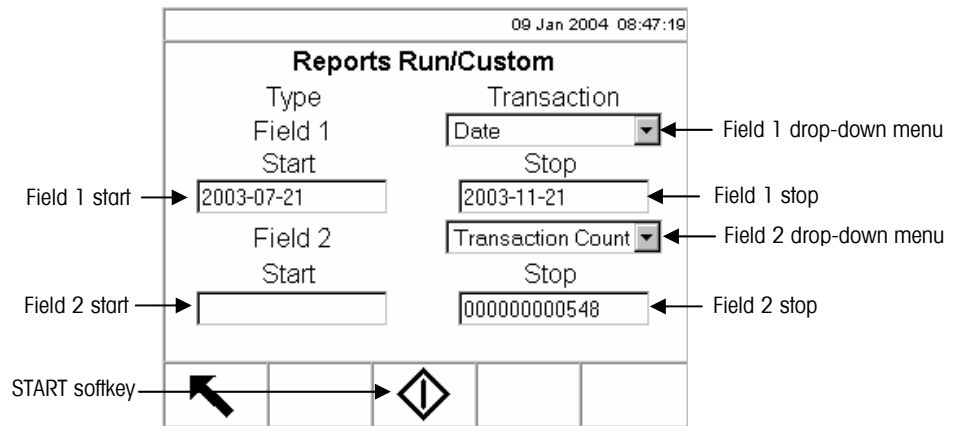 09 Jan 2004 08:47:19
Reports Run/Custom
Type Transaction
Field 1 Date Field 1 drop-down menu
Start Stop
Field 1 start 2003-07-21 2003-11-21 Field 1 stop
Field 2 Transaction Count Field 2 drop-down menu
Start Stop
Field 2 start 000000000548 Field 2 stop
START softkey